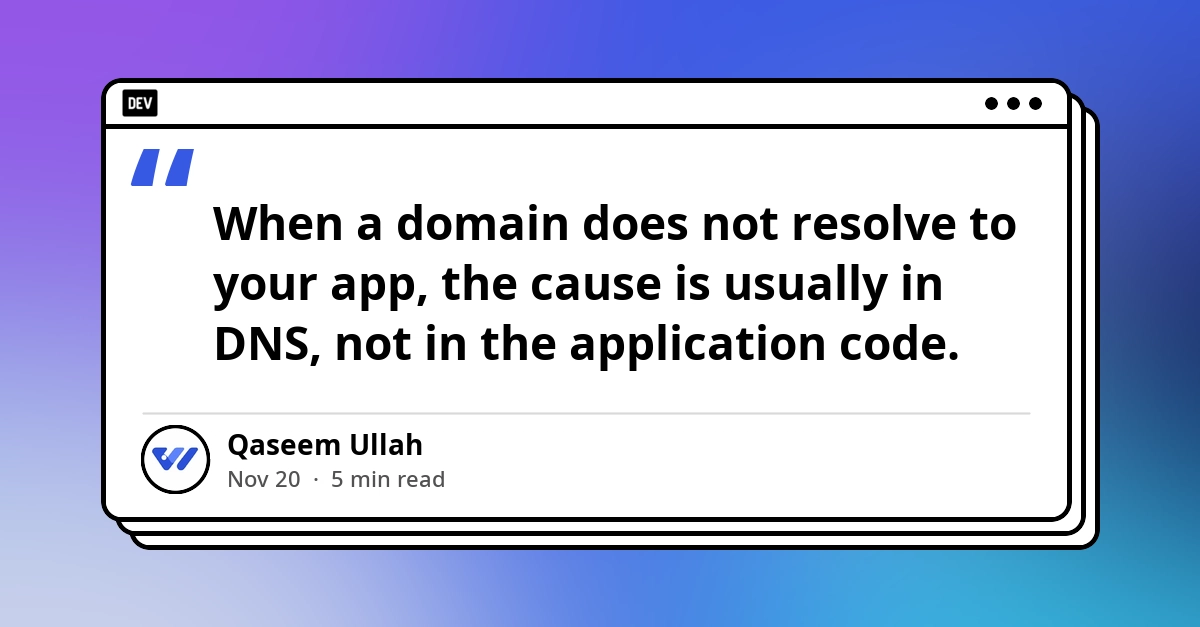 DEV
“
When a domain does not resolve to
your app, the cause is usually in
DNS, not in the application code.
Qaseem Ullah
Nov 20 · 5 min read